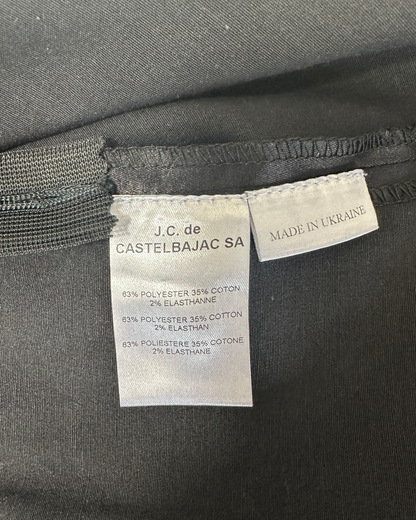 J.C. de
CASTELBAJAC SA
MADE IN UKRAINE
63% POLYESTER 35% COTON
2% ELASTHANNE
63% POLYESTER 35% COTTON
2% ELASTHAN
63% POLIESTERE 35% COTONE
2% ELASTHANE